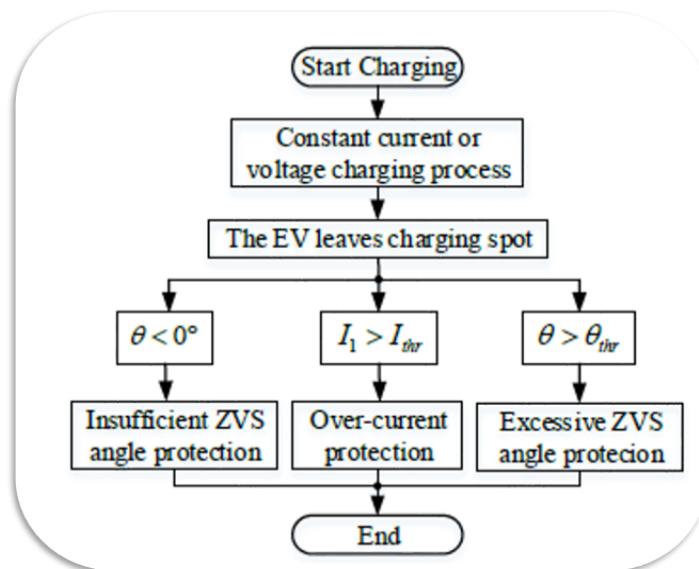 Start Charging
Constant current or
voltage charging process
The EV leaves charging spot
θ < 0°
I₁ > Iₜₕᵣ
θ > θₜₕᵣ
Insufficient ZVS
angle protection
Over-current
protection
Excessive ZVS
angle protecion
End